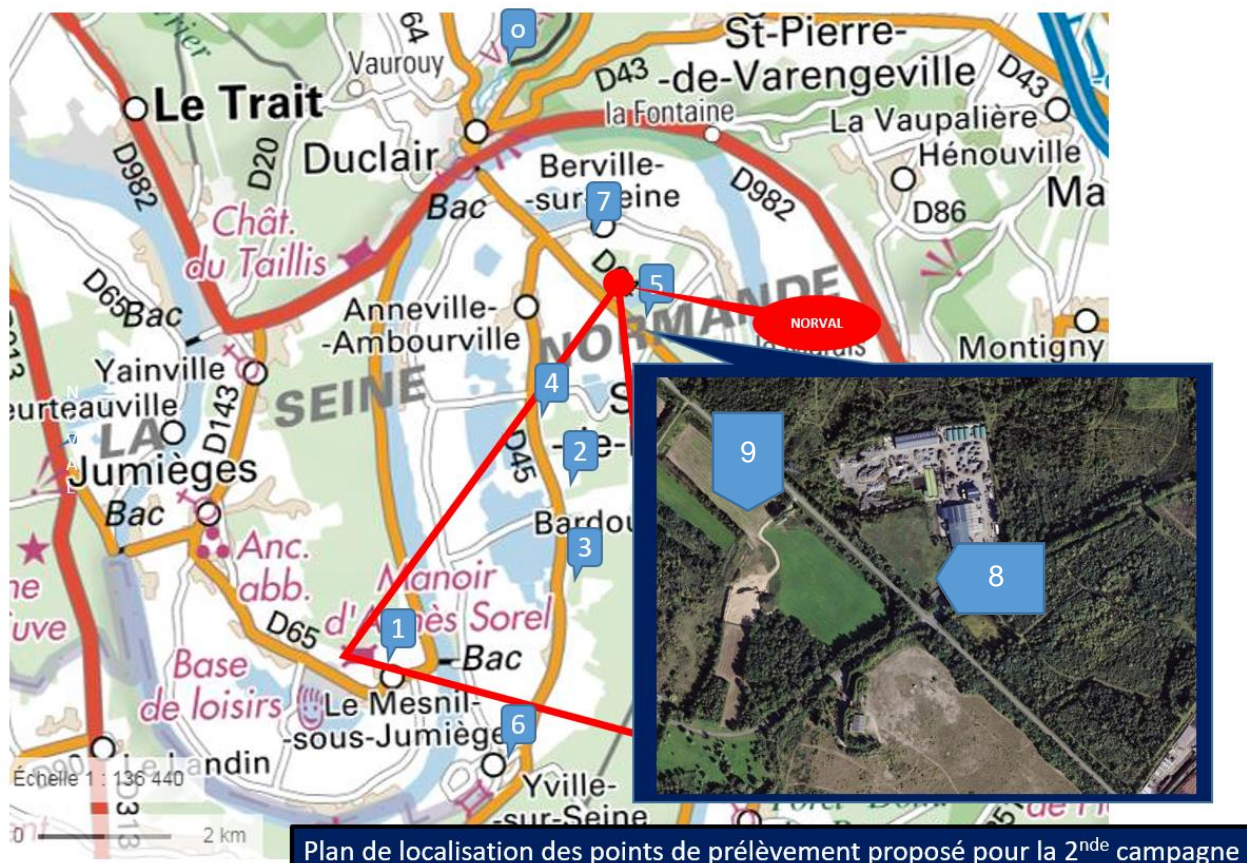 St-Pierre-
-de-Varengeville
D43
D43
Vaurouy
Le Trait
D20
D982
la Fontaine
La Vaupalière
Hénouville
Ma
D86
D982
Duclair
Bac
Berville-
-sur-Seine
7
Chât.
du Taillis
D65
Bac
5
NORVAL
Anneville-
-Ambourville
NORMANDE
Montigny
Yainville
SEINE
LA
eurteauville
D143
4
D45
2
Jumièges
Bac
9
8
Anc.
abb.
3
Manoir
d'Agnès Sorel
1
Bac
D65
Base
de loisirs
Le Mesnil-
-sous-Jumièges
6
Échelle 1 : 136 440
D313
0
2 km
Yville-
-sur-Seine
Plan de localisation des points de prélèvement proposé pour la 2nde campagne